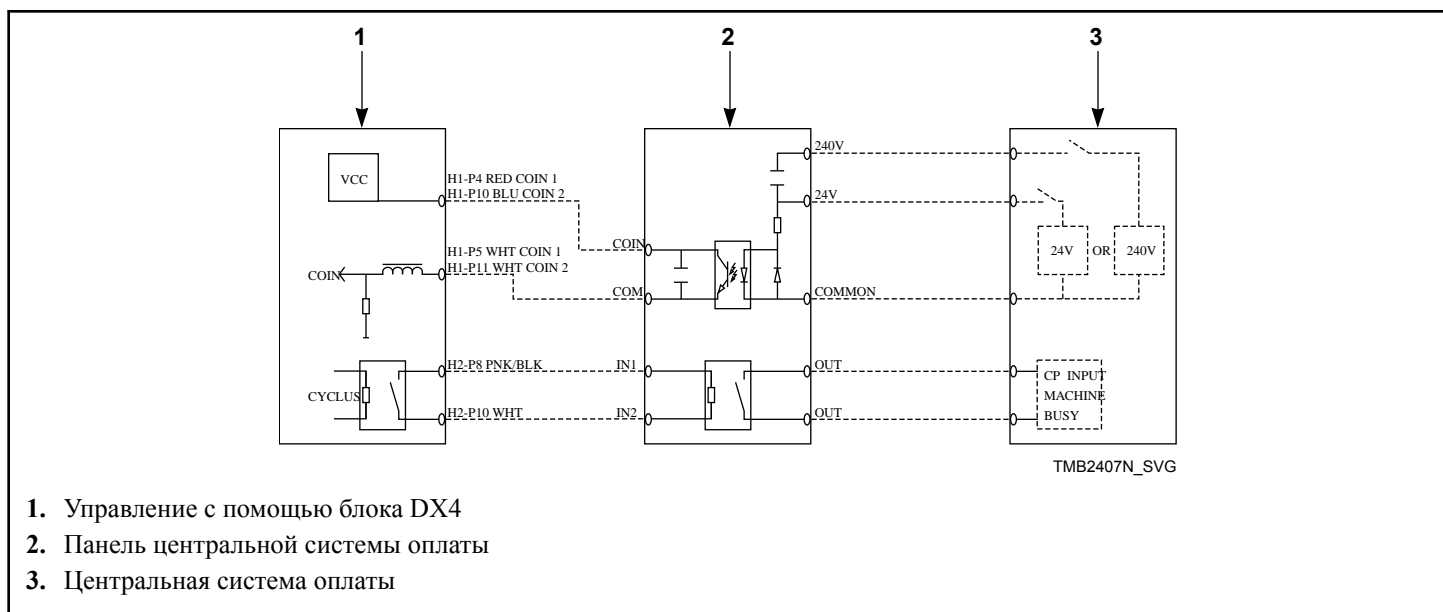 1 2 3
240V
VCC
H1-P4 RED COIN 1
H1-P10 BLU COIN 2
24V
COIN
H1-P5 WHT COIN 1
H1-P11 WHT COIN 2
24V OR 240V
COIN
COM
COMMON
H2-P8 PNK/BLK
IN1
OUT
CYCLUS
CP INPUT
MACHINE
BUSY
H2-P10 WHT
IN2
OUT
TMB2407N_SVG
1. Управление с помощью блока DX4
2. Панель центральной системы оплаты
3. Центральная система оплаты